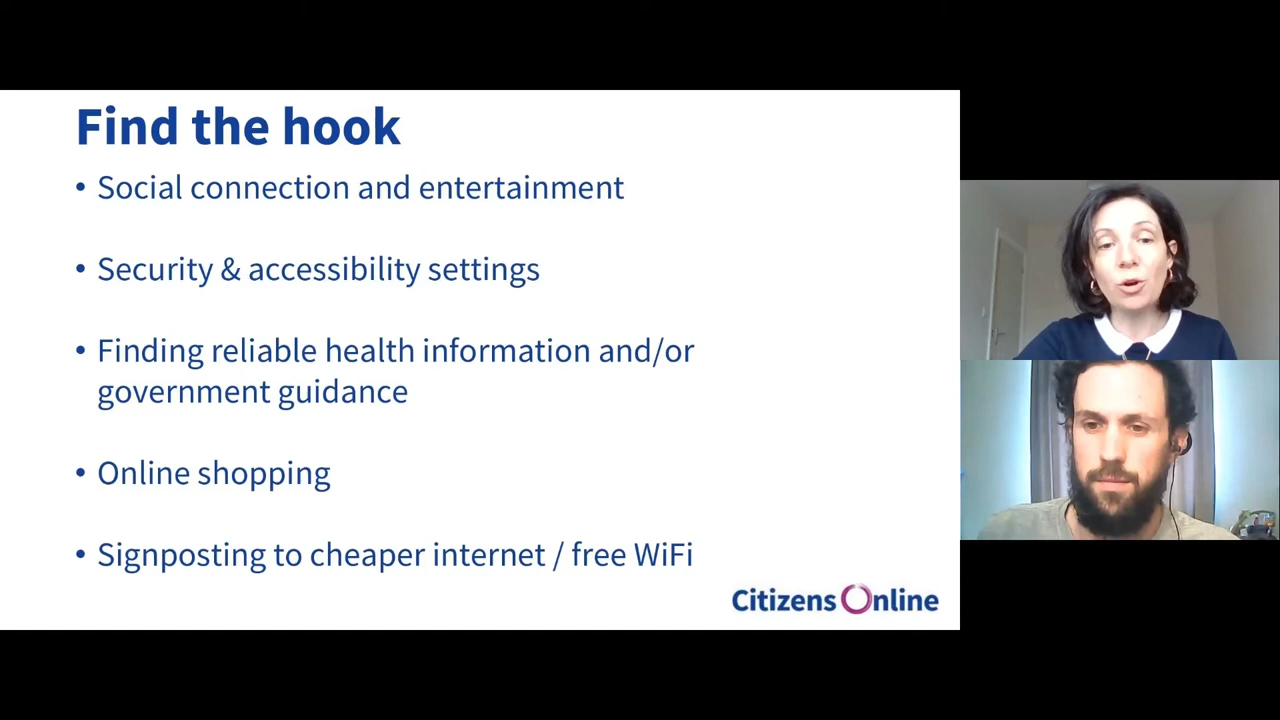 Find the hook
• Social connection and entertainment
• Security & accessibility settings
• Finding reliable health information and/or
government guidance
• Online shopping
• Signposting to cheaper internet / free WiFi
Citizens Online